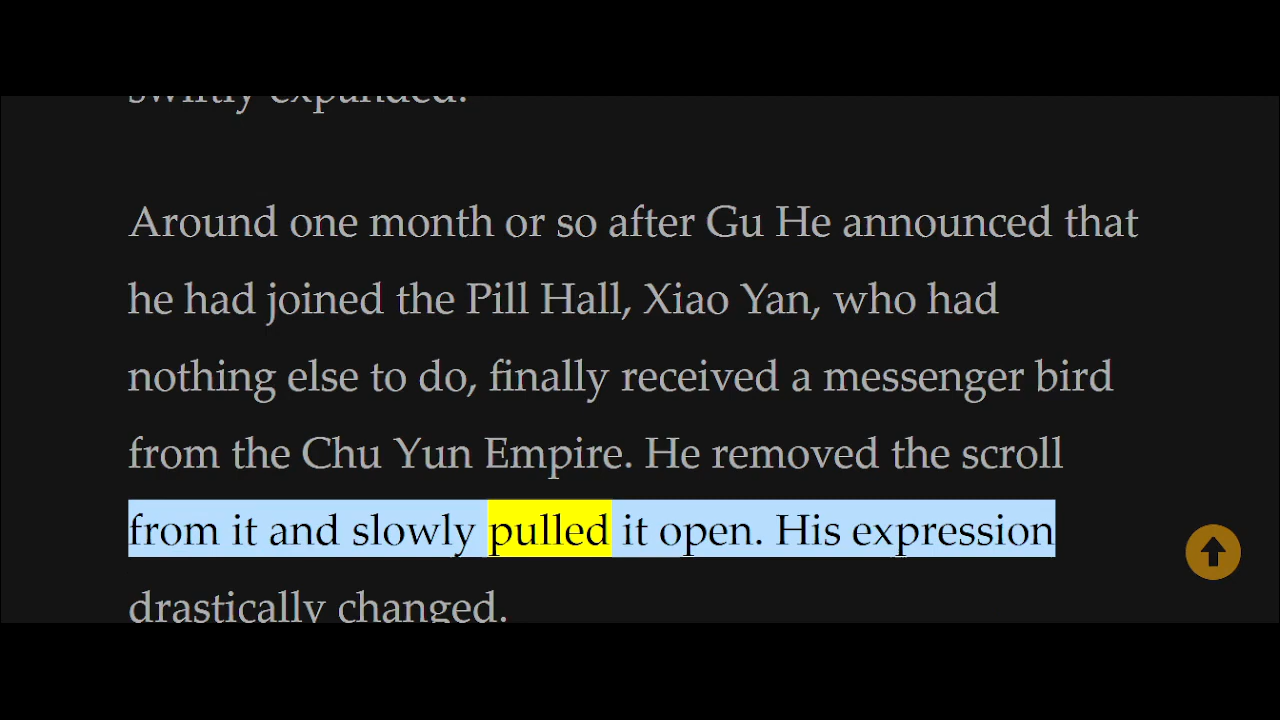 swiftly expanded.
Around one month or so after Gu He announced that
he had joined the Pill Hall, Xiao Yan, who had
nothing else to do, finally received a messenger bird
from the Chu Yun Empire. He removed the scroll
from it and slowly pulled it open. His expression
drastically changed.